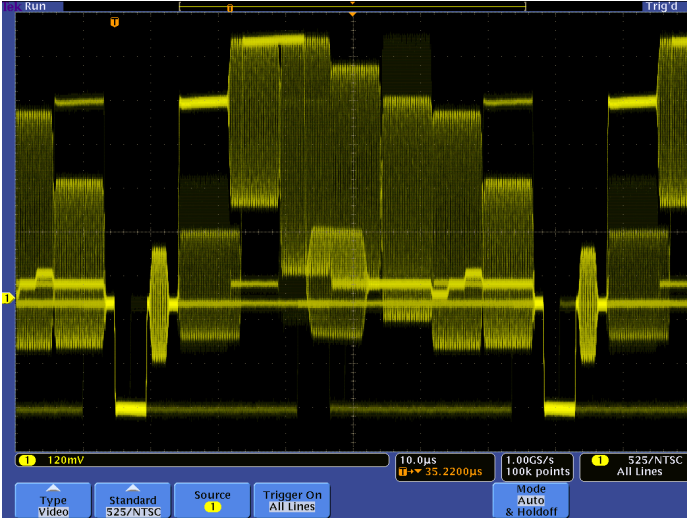 Tek Run Trig'd
T
1
1 120mV
10.0µs
T→▼ 35.2200µs
1.00GS/s
100k points
1 525/NTSC
All Lines
Type
Video
Standard
525/NTSC
Source
1
Trigger On
All Lines
Mode
Auto
& Holdoff